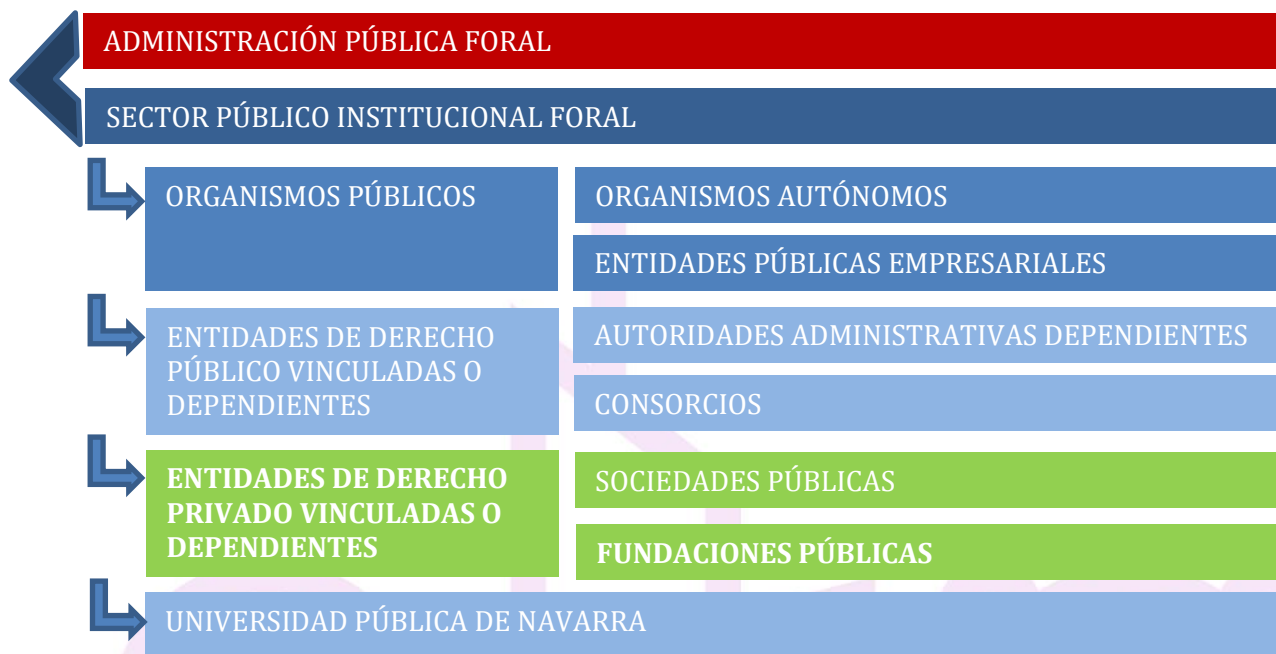 ADMINISTRACIÓN PÚBLICA FORAL
SECTOR PÚBLICO INSTITUCIONAL FORAL
ORGANISMOS PÚBLICOS
ORGANISMOS AUTÓNOMOS
ENTIDADES PÚBLICAS EMPRESARIALES
ENTIDADES DE DERECHO
PÚBLICO VINCULADAS O
DEPENDIENTES
AUTORIDADES ADMINISTRATIVAS DEPENDIENTES
CONSORCIOS
ENTIDADES DE DERECHO
PRIVADO VINCULADAS O
DEPENDIENTES
SOCIEDADES PÚBLICAS
FUNDACIONES PÚBLICAS
UNIVERSIDAD PÚBLICA DE NAVARRA